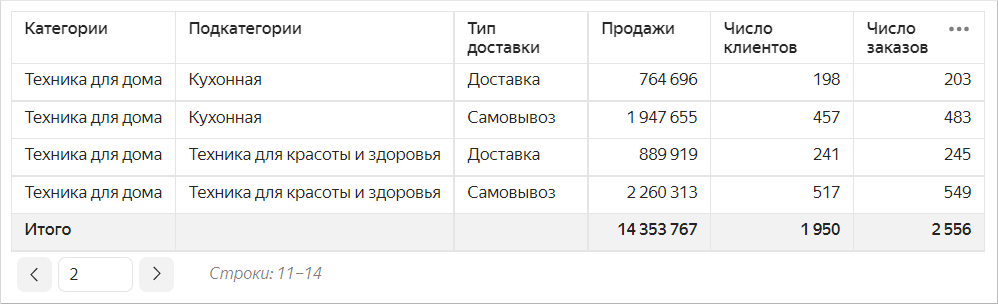 Категории Подкатегории Тип доставки Продажи Число клиентов Число заказов
Техника для дома Кухонная Доставка 764 696 198 203
Техника для дома Кухонная Самовывоз 1 947 655 457 483
Техника для дома Техника для красоты и здоровья Доставка 889 919 241 245
Техника для дома Техника для красоты и здоровья Самовывоз 2 260 313 517 549
Итого 14 353 767 1 950 2 556
2 Строки: 11–14